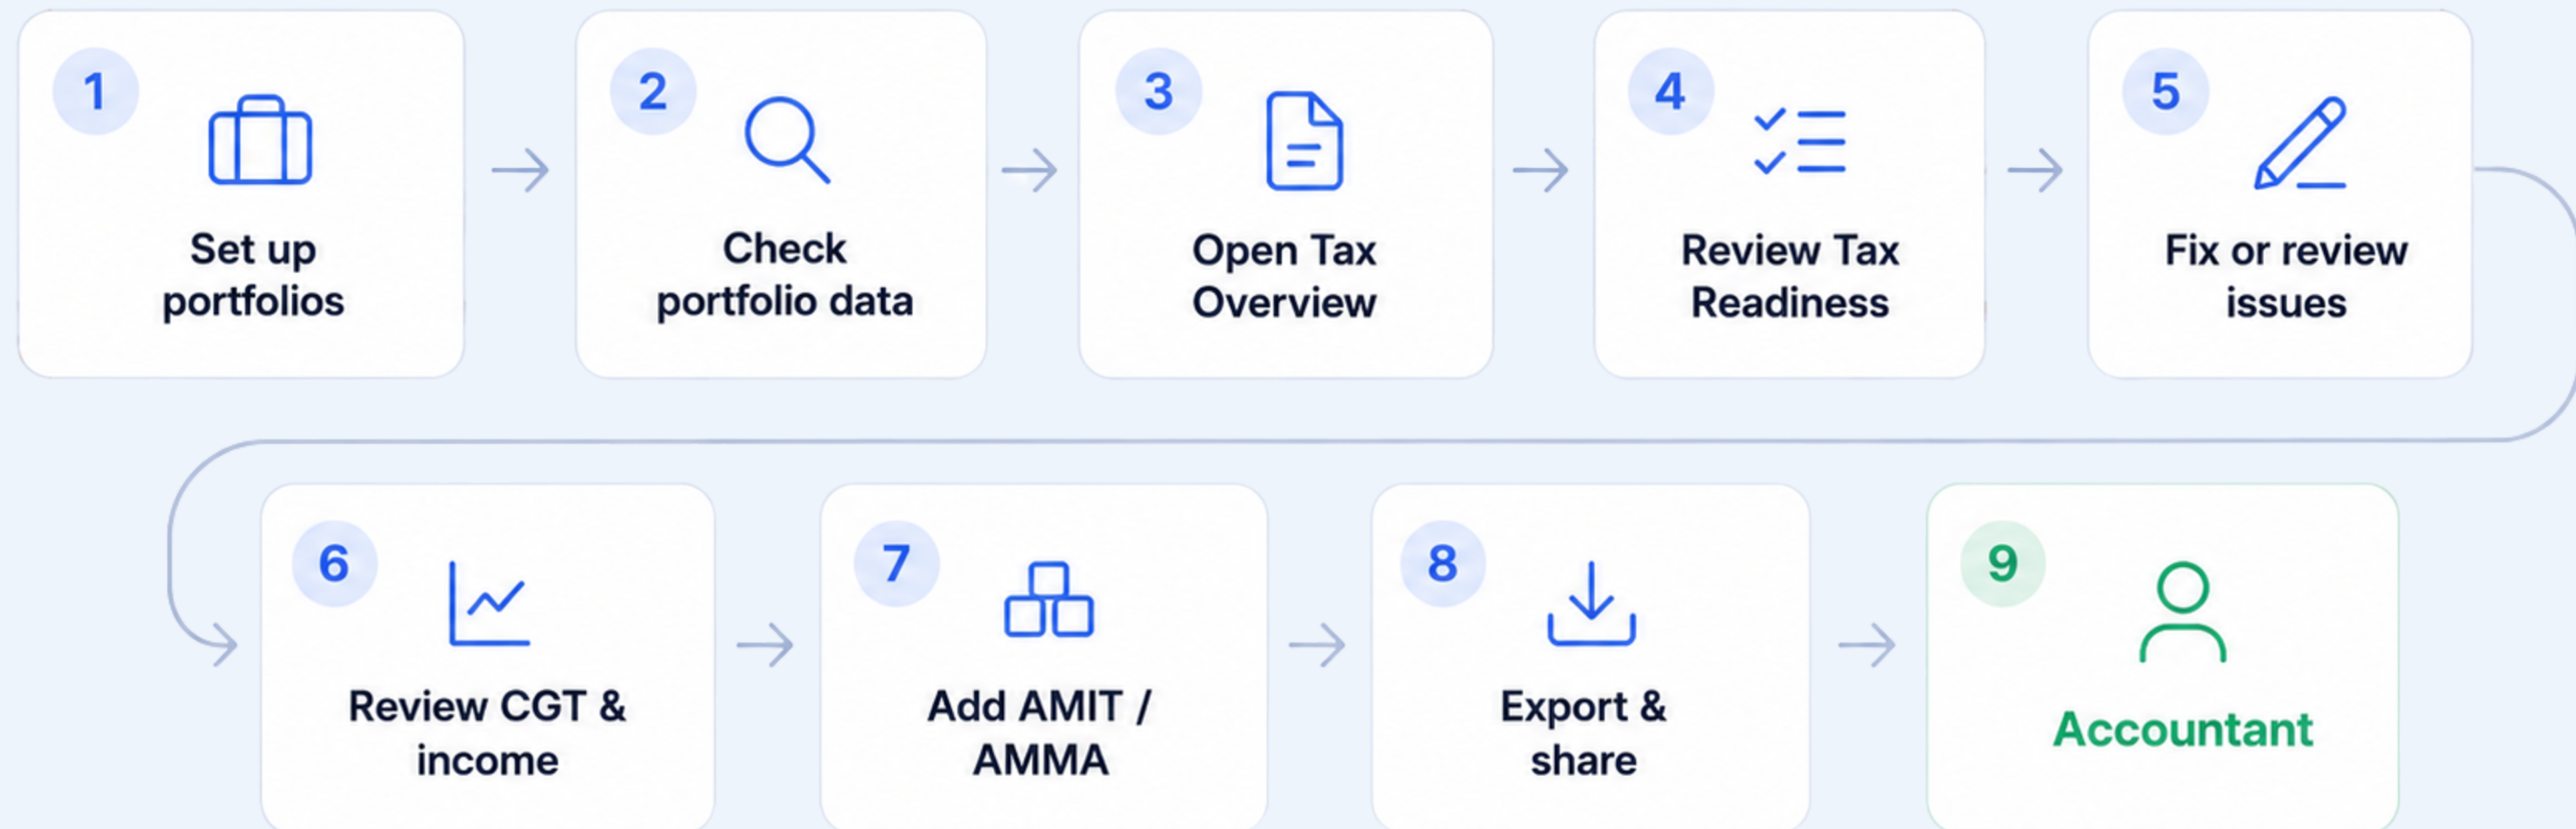 1
Set up
portfolios
2
Check
portfolio data
3
Open Tax
Overview
4
Review Tax
Readiness
5
Fix or review
issues
6
Review CGT &
income
7
Add AMIT /
AMMA
8
Export &
share
9
Accountant